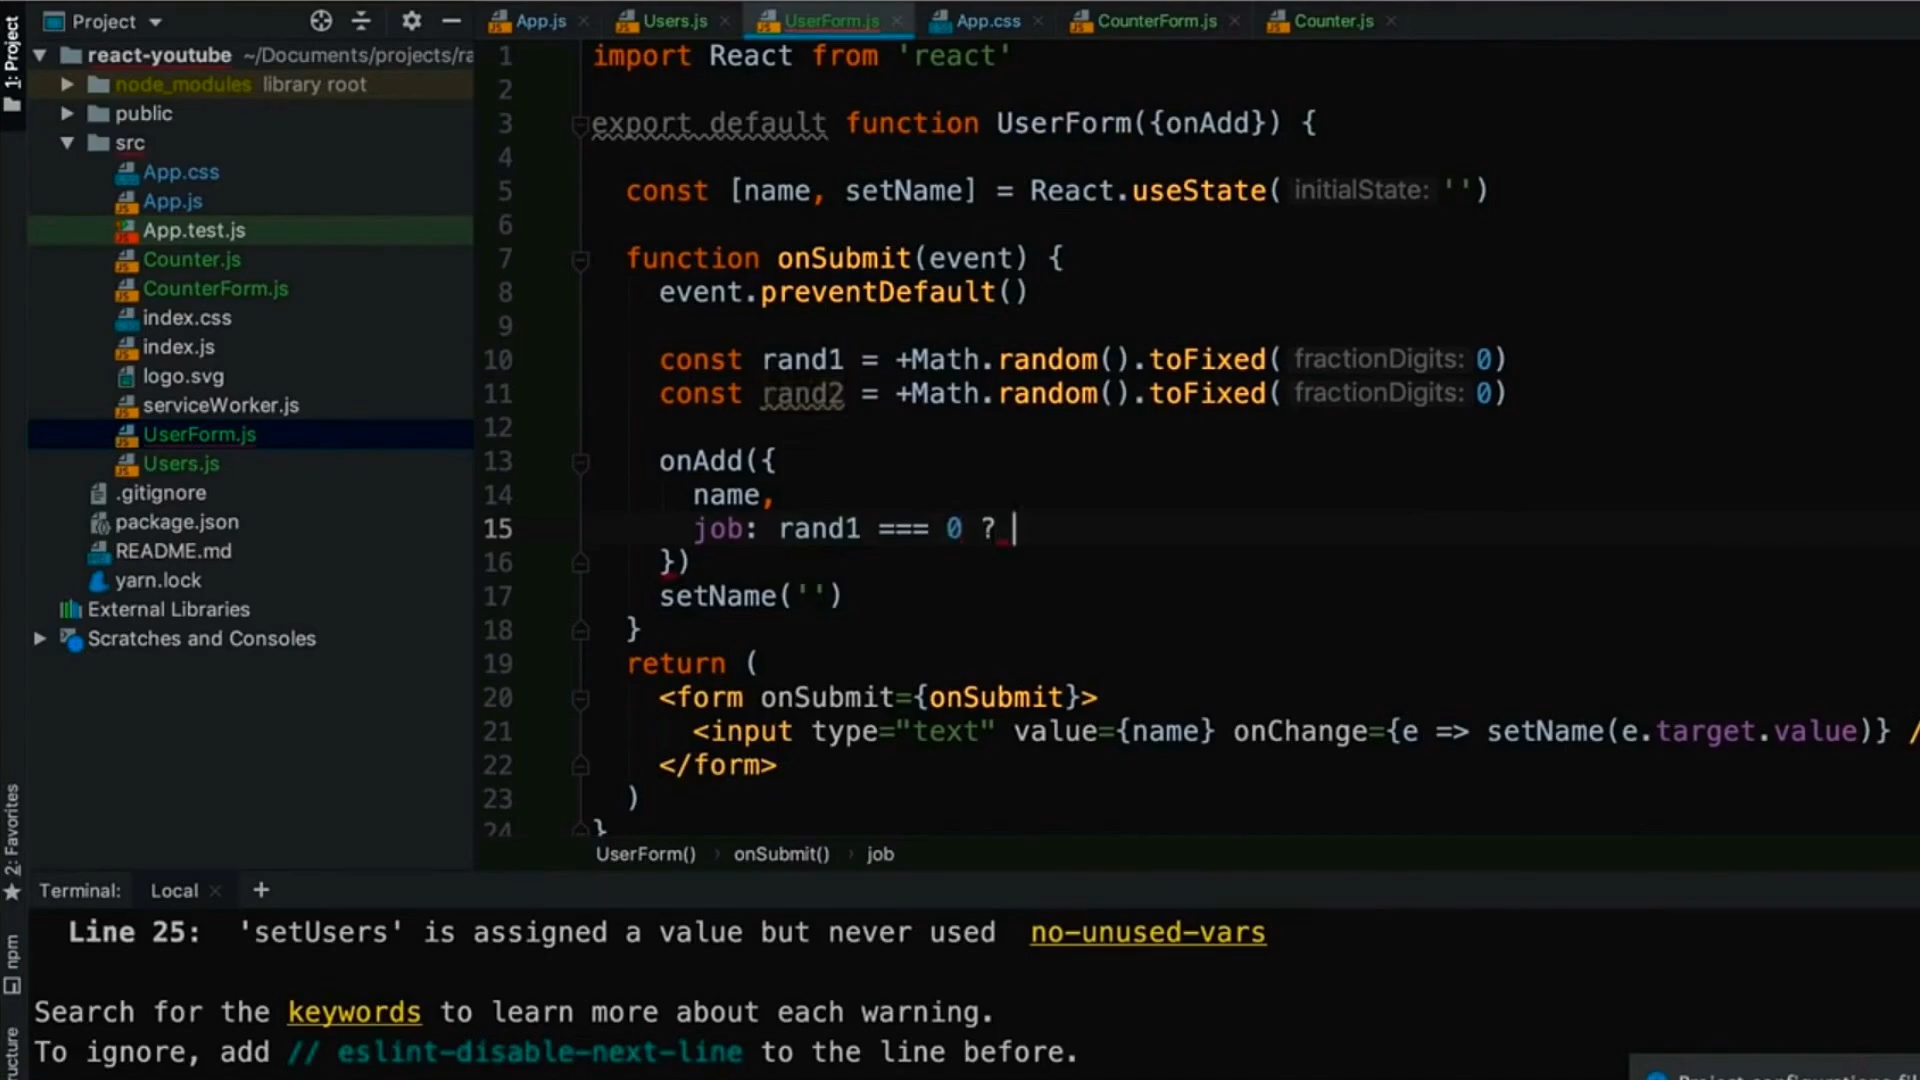 1: Project
Project
App.js
Users.js
UserForm.js
App.css
CounterForm.js
Counter.js
react-youtube ~/Documents/projects/ra
node_modules library root
public
src
App.css
App.js
App.test.js
Counter.js
CounterForm.js
index.css
index.js
logo.svg
serviceWorker.js
UserForm.js
Users.js
.gitignore
package.json
README.md
yarn.lock
External Libraries
Scratches and Consoles
1 import React from 'react'
2
3 export default function UserForm({onAdd}) {
4
5 const [name, setName] = React.useState( initialState: '')
6
7 function onSubmit(event) {
8 event.preventDefault()
9
10 const rand1 = +Math.random().toFixed( fractionDigits: 0)
11 const rand2 = +Math.random().toFixed( fractionDigits: 0)
12
13 onAdd({
14 name,
15 job: rand1 === 0 ?
16 })
17 setName('')
18 }
19 return (
20 <form onSubmit={onSubmit}>
21 <input type="text" value={name} onChange={e => setName(e.target.value)} /
22 </form>
23 )
24 }
UserForm() › onSubmit() › job
2: Favorites
npm
ructure
Terminal: Local +
Line 25: 'setUsers' is assigned a value but never used no-unused-vars
Search for the keywords to learn more about each warning.
To ignore, add // eslint-disable-next-line to the line before.